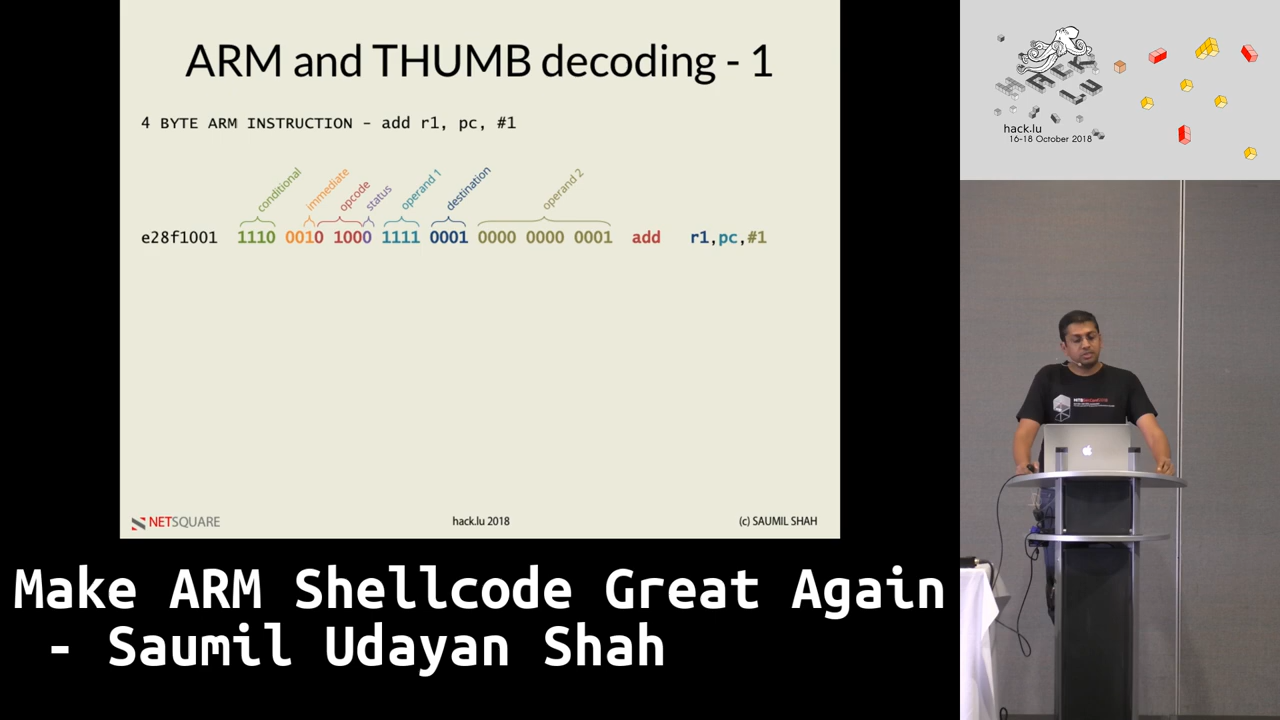 ARM and THUMB decoding - 1
4 BYTE ARM INSTRUCTION - add r1, pc, #1
conditional immediate opcode status operand 1 destination operand 2
e28f1001 1110 0010 1000 1111 0001 0000 0000 0001 add r1,pc,#1
NETSQUARE hack.lu 2018 (c) SAUMIL SHAH
Make ARM Shellcode Great Again
- Saumil Udayan Shah
HACK
LU
hack.lu
16-18 October 2018